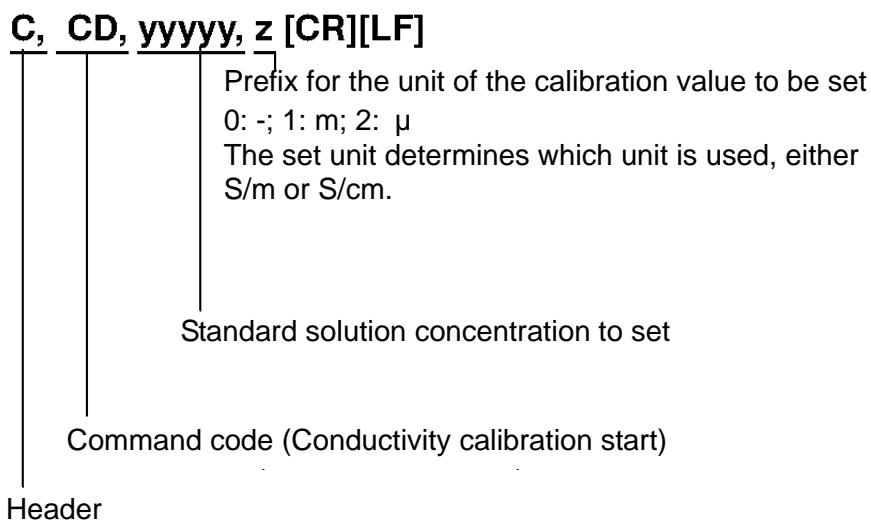 C, CD, yyyyy, z [CR][LF]
Prefix for the unit of the calibration value to be set
0: -; 1: m; 2: μ
The set unit determines which unit is used, either
S/m or S/cm.
Standard solution concentration to set
Command code (Conductivity calibration start)
Header